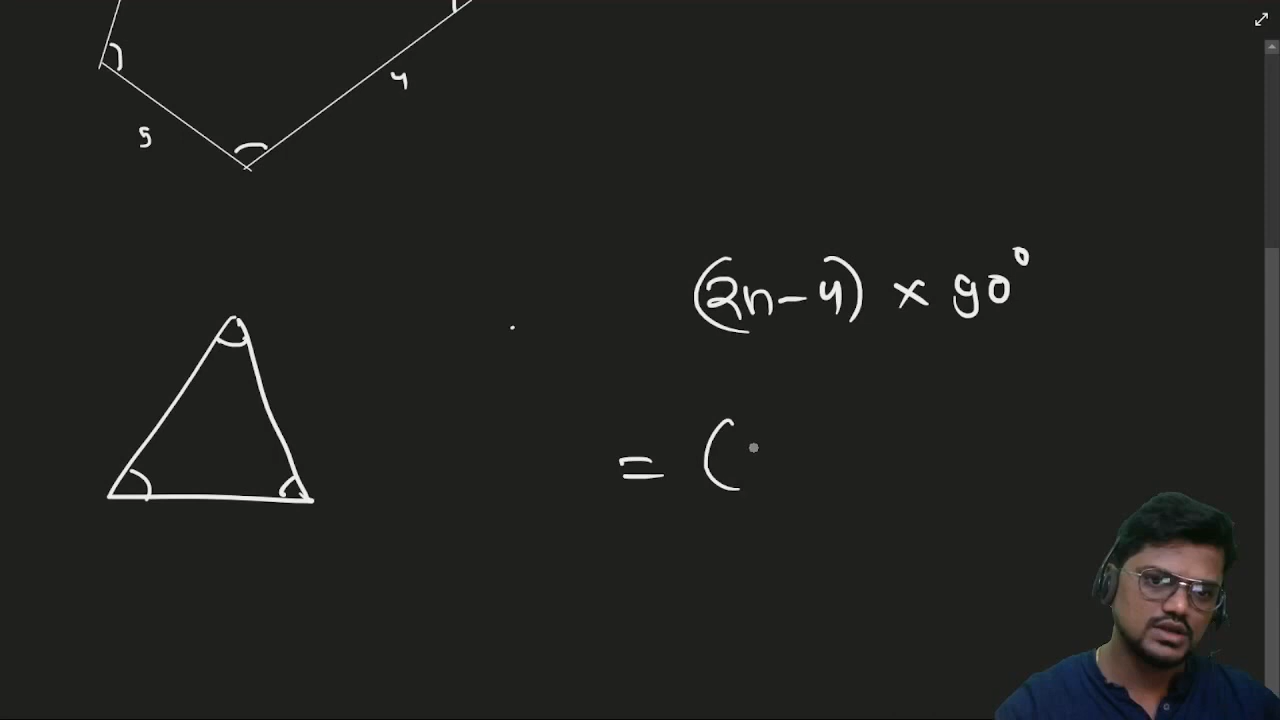 4
5
(2n-4) × 90°
= (